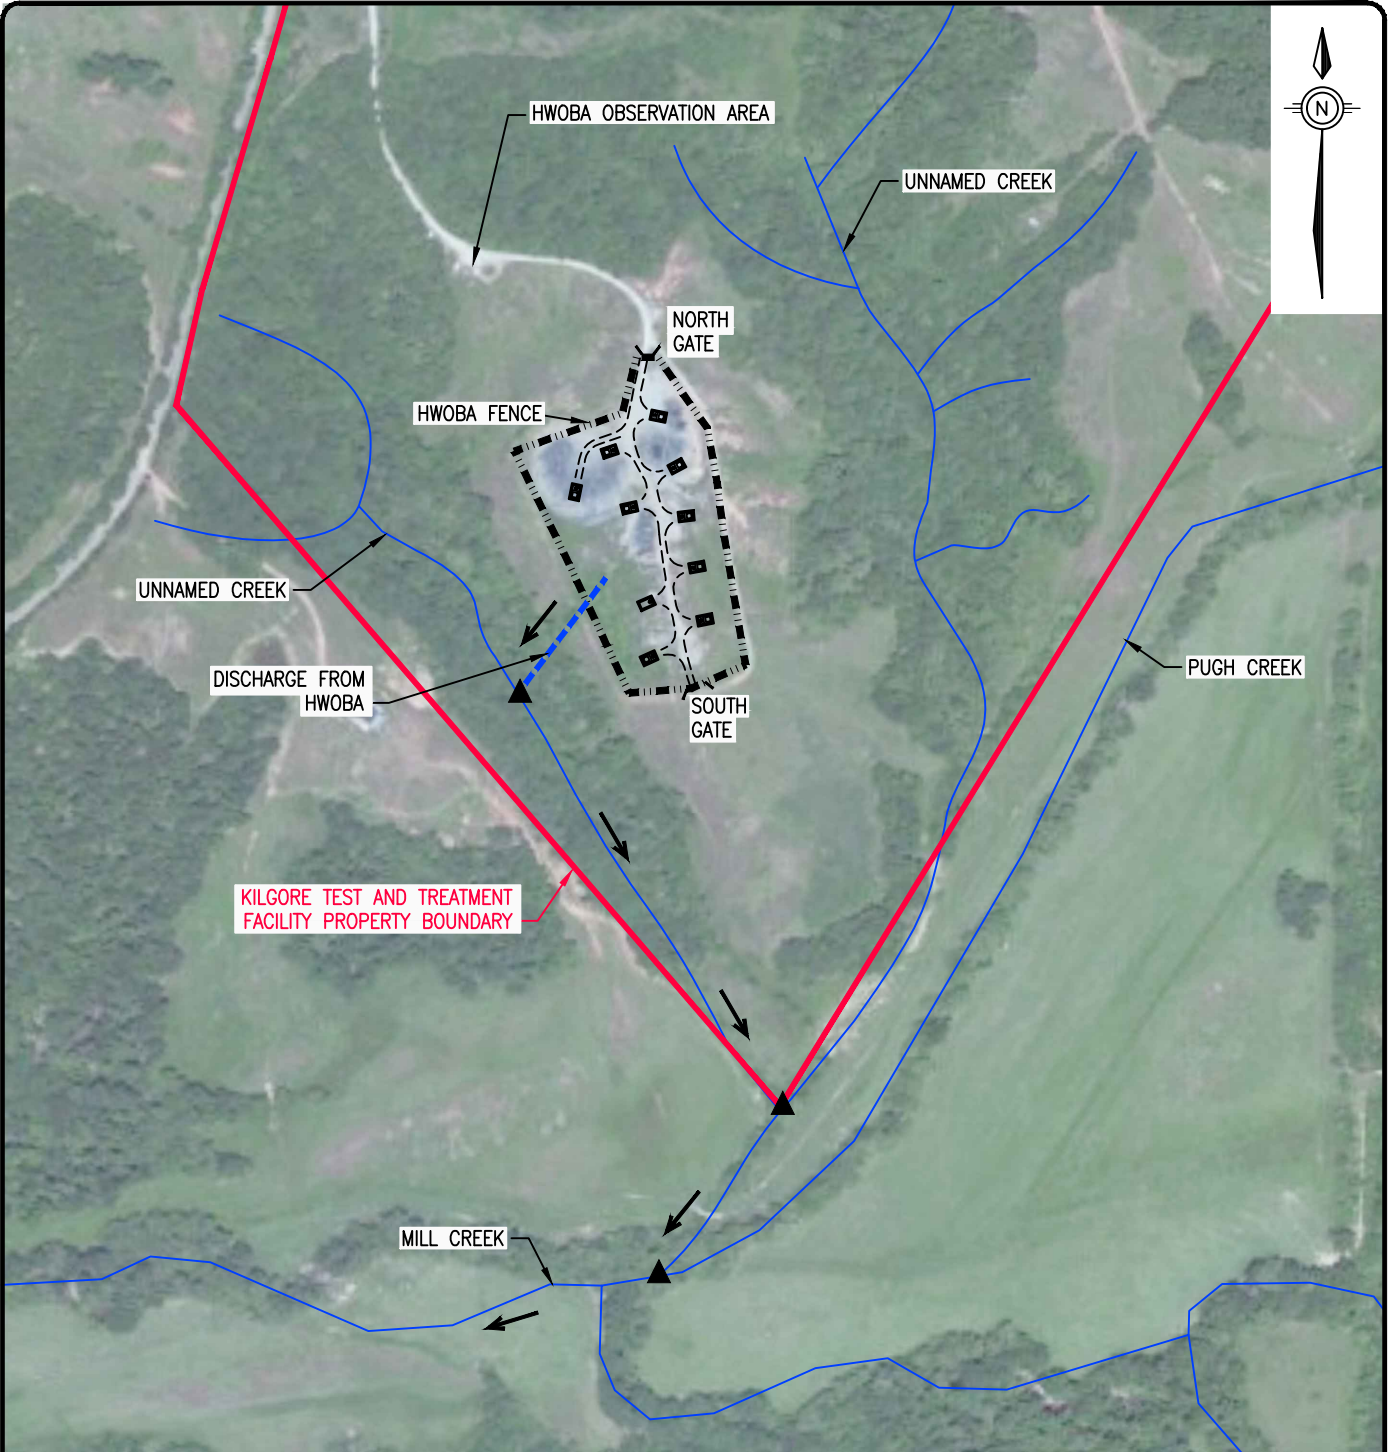 HWOBA OBSERVATION AREA
N
UNNAMED CREEK
NORTH
GATE
HWOBA FENCE
UNNAMED CREEK
PUGH CREEK
DISCHARGE FROM
HWOBA
SOUTH
GATE
KILGORE TEST AND TREATMENT
FACILITY PROPERTY BOUNDARY
MILL CREEK